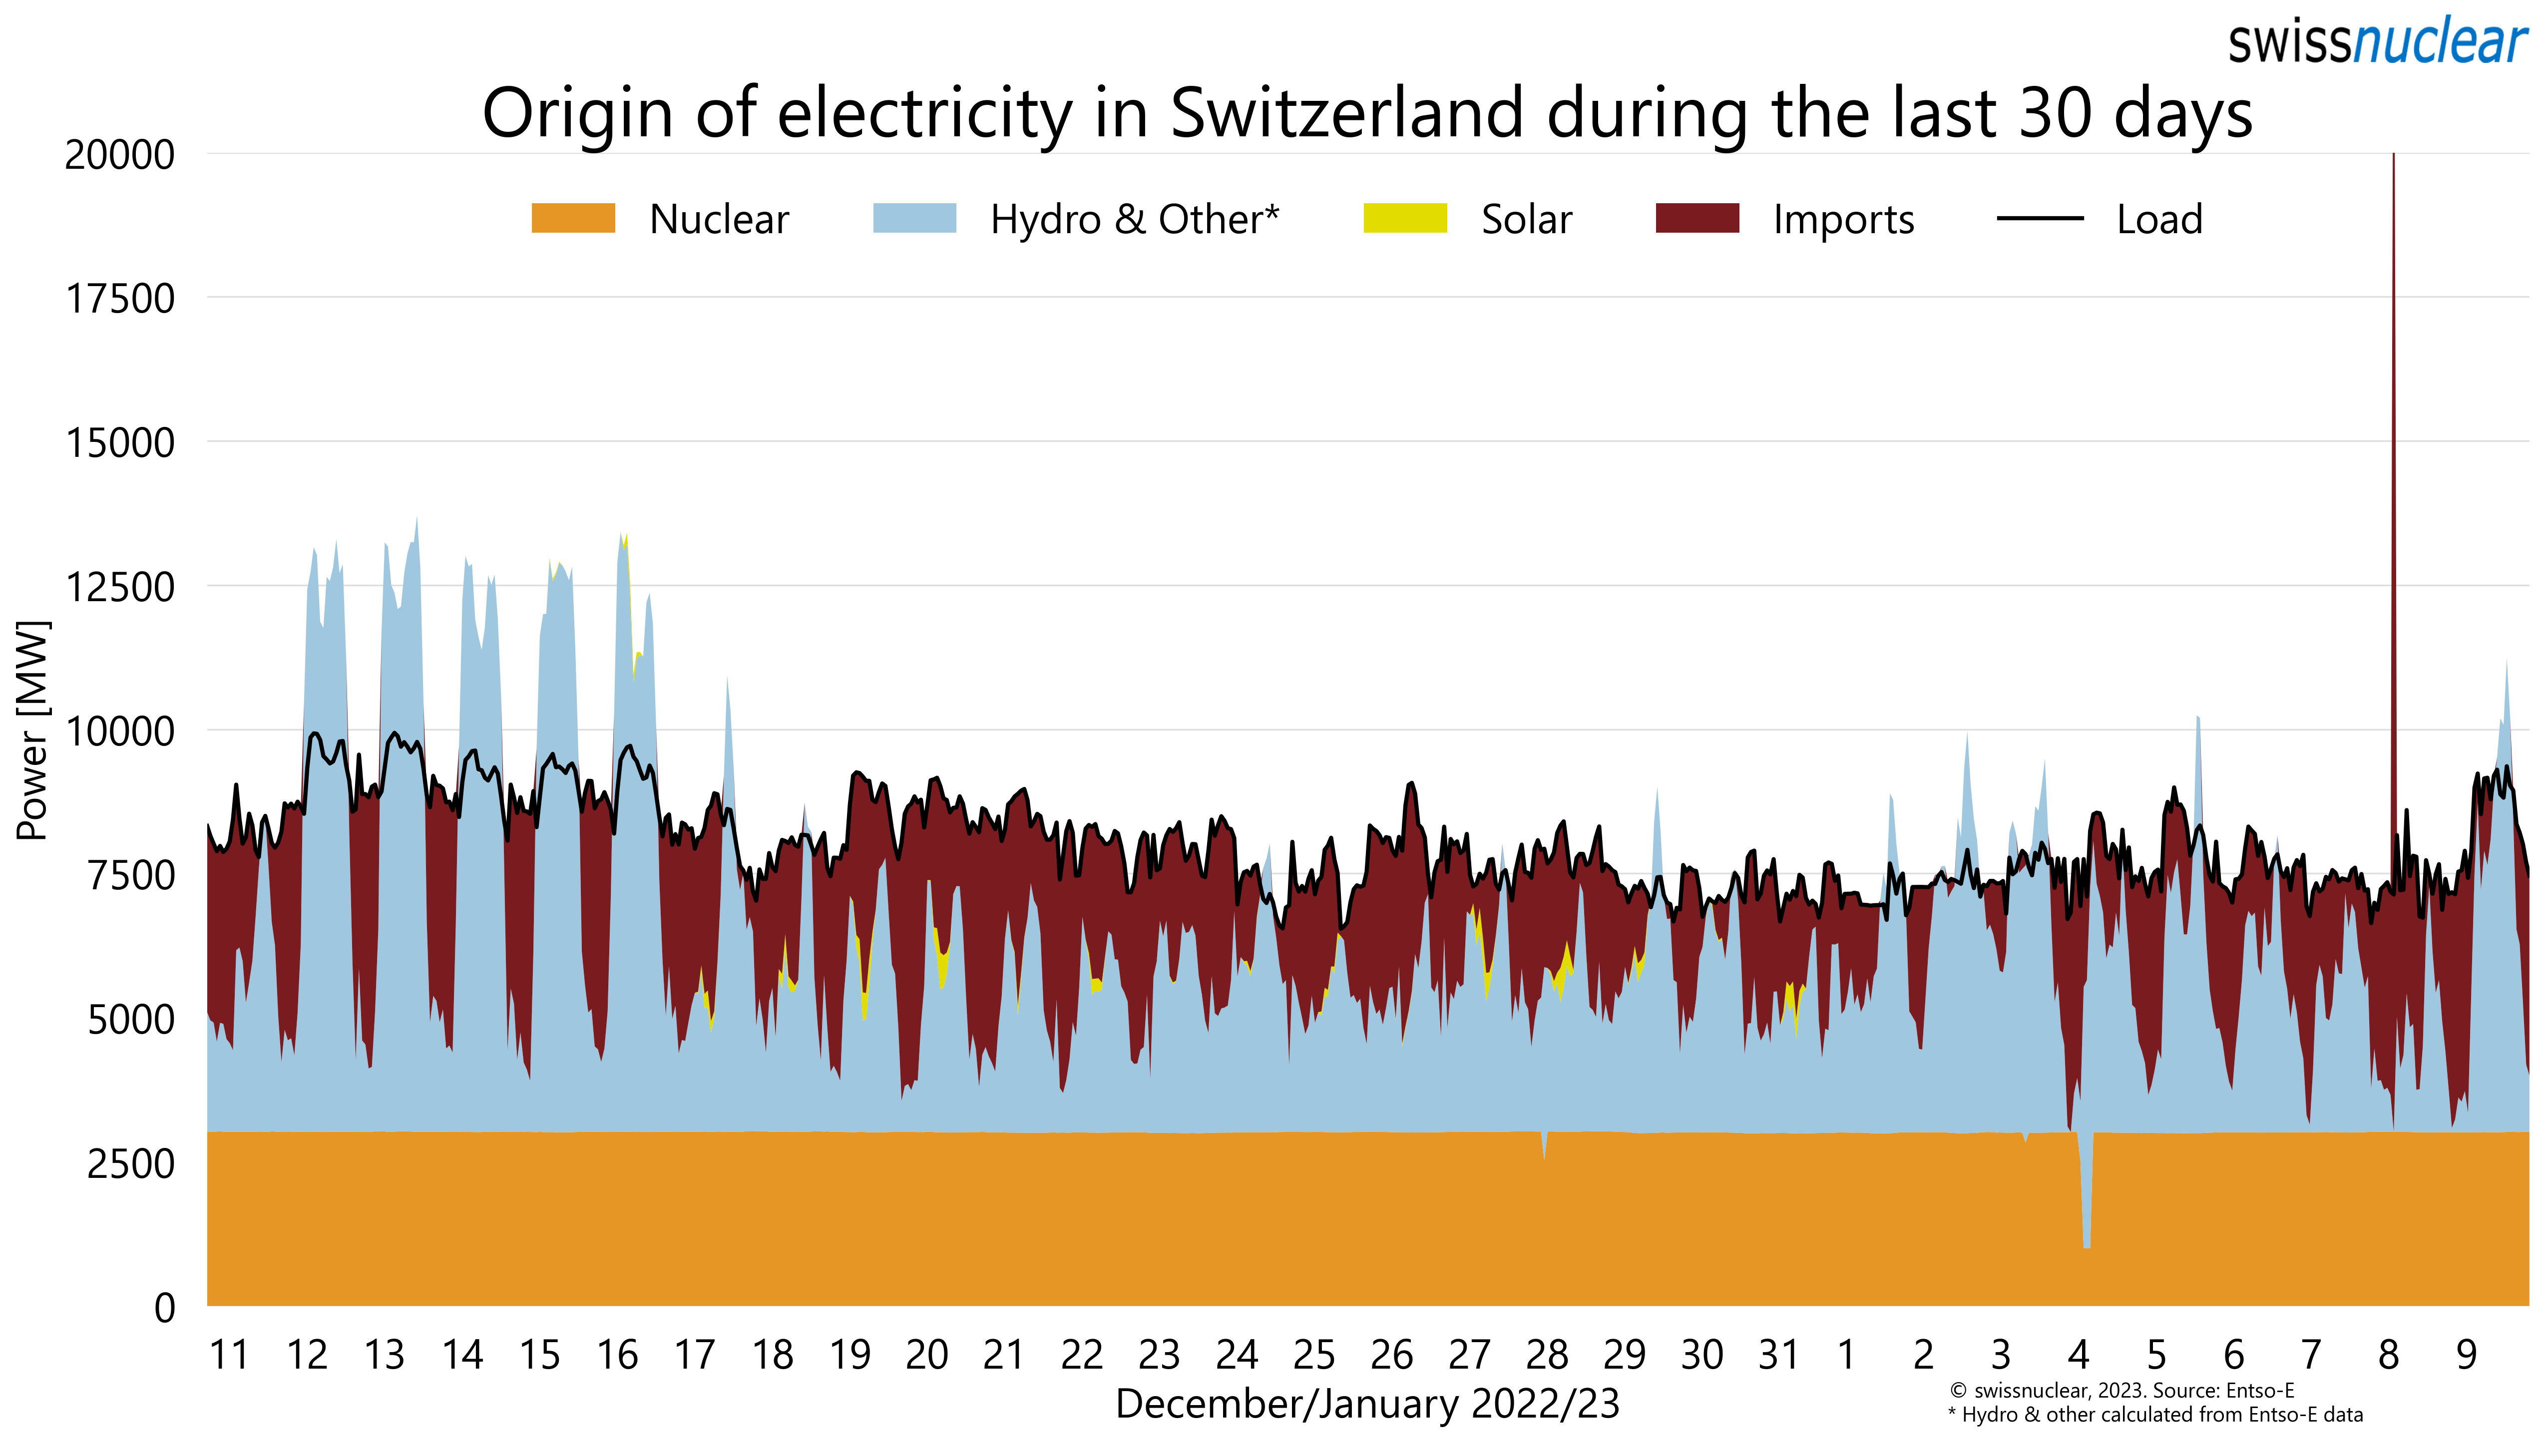 swissnuclear
Origin of electricity in Switzerland during the last 30 days
20000
Nuclear Hydro & Other* Solar Imports Load
17500
15000
12500
10000
7500
5000
2500
0
Power [MW]
11 12 13 14 15 16 17 18 19 20 21 22 23 24 25 26 27 28 29 30 31 1 2 3 4 5 6 7 8 9
December/January 2022/23
© swissnuclear, 2023. Source: Entso-E
* Hydro & other calculated from Entso-E data